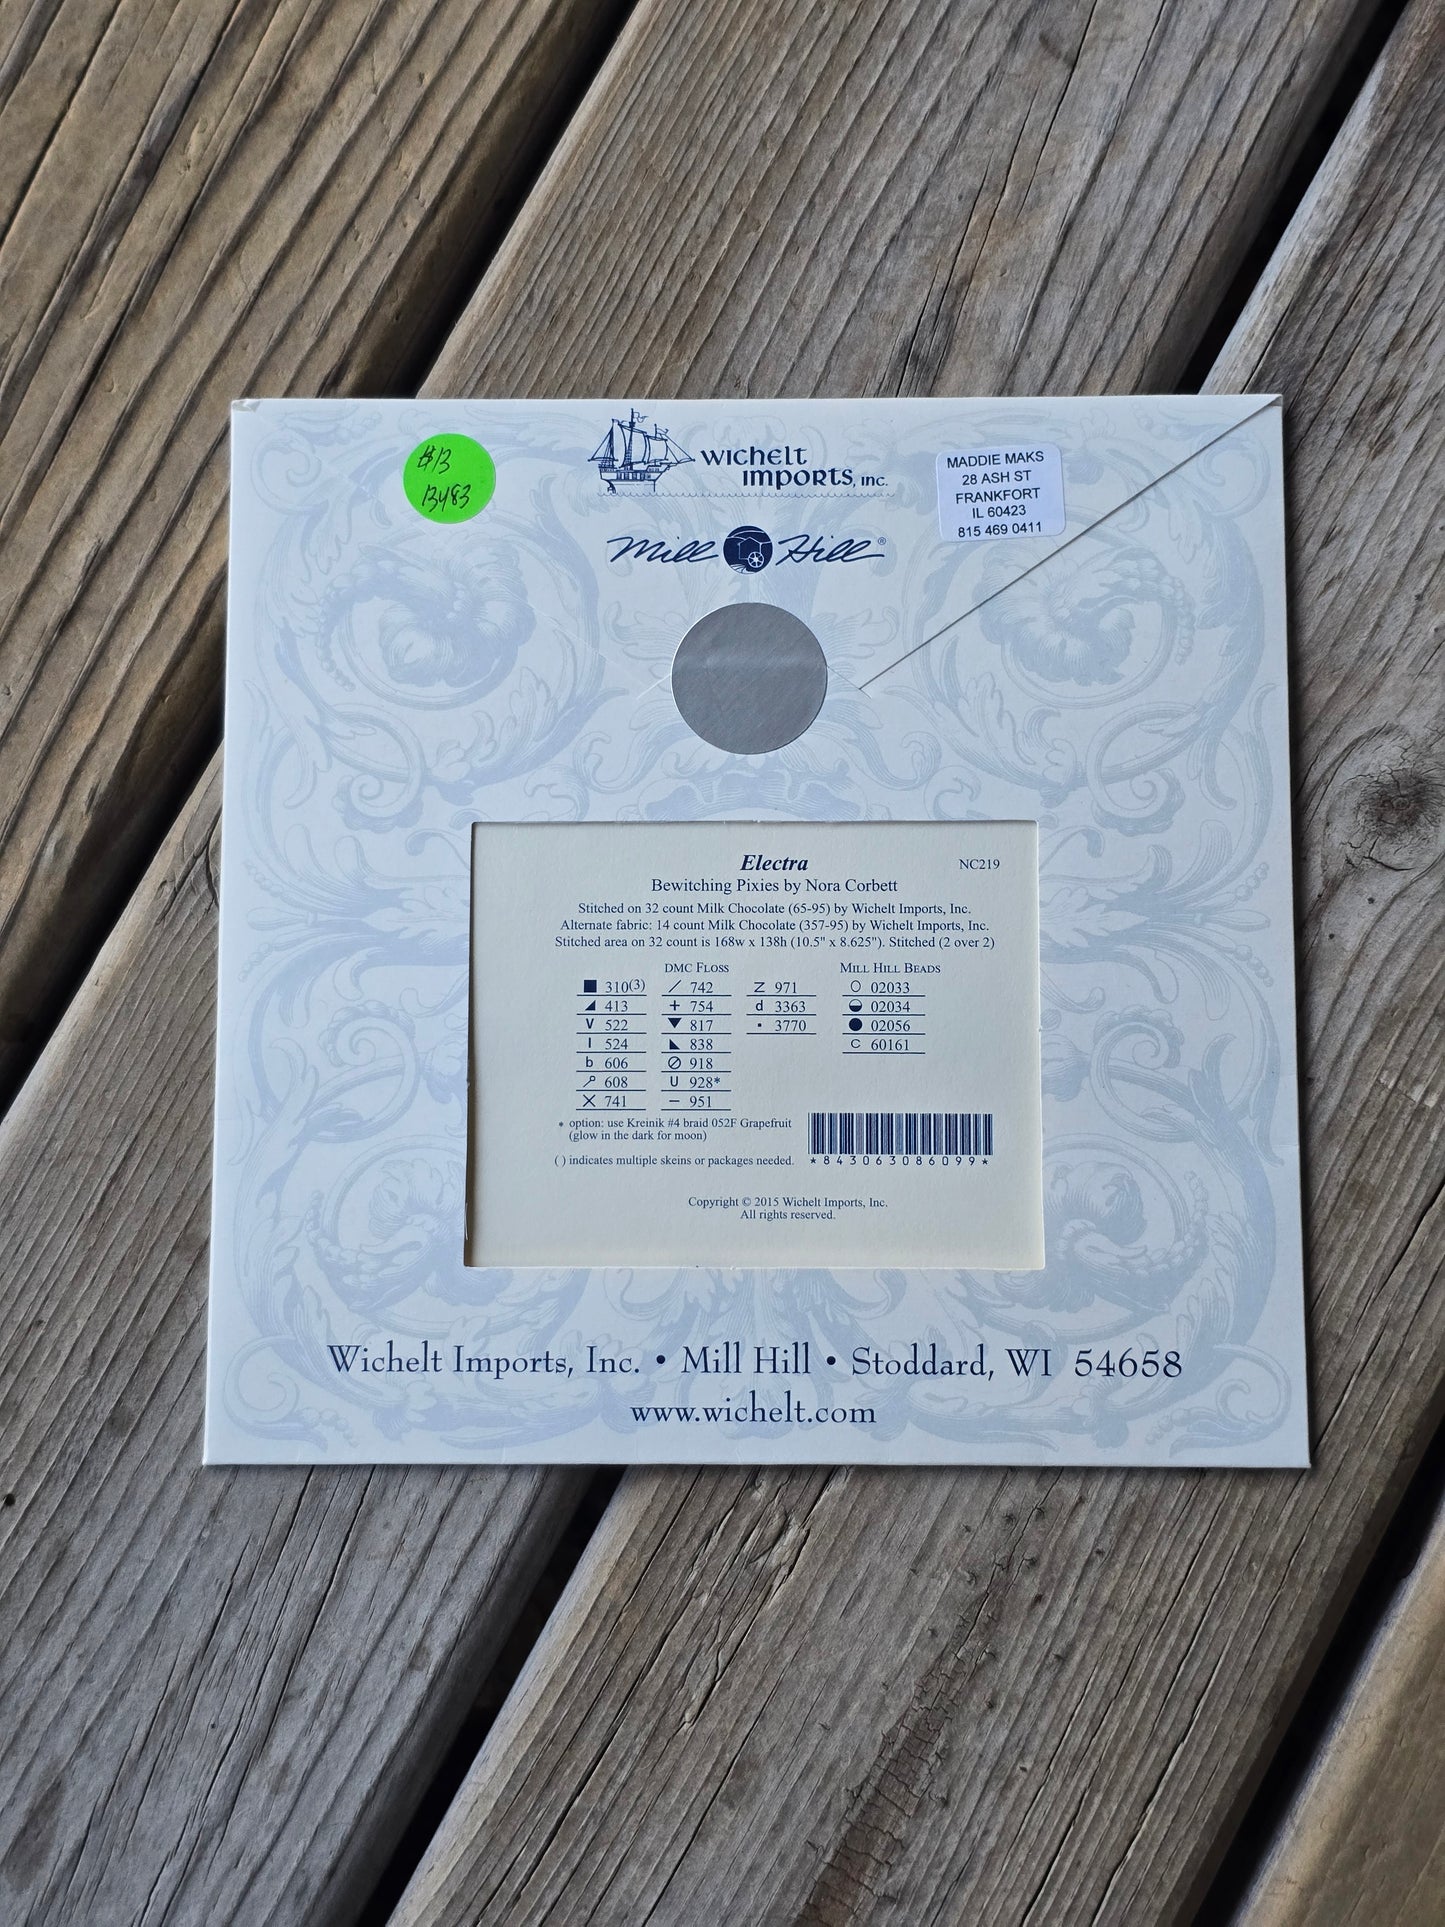 $13
13483
WICHELT
IMPORTS, INC.
Mill Hill®
MADDIE MAKS
28 ASH ST
FRANKFORT
IL 60423
815 469 0411
Electra
NC219
Bewitching Pixies by Nora Corbett
Stitched on 32 count Milk Chocolate (65-95) by Wichelt Imports, Inc.
Alternate fabric: 14 count Milk Chocolate (357-95) by Wichelt Imports, Inc.
Stitched area on 32 count is 168w x 138h (10.5" x 8.625"). Stitched (2 over 2)
DMC FLOSS
■ 310(3)
◢ 413
V 522
I 524
b 606
608
X 741
/ 742
+ 754
▼ 817
◣ 838
⊘ 918
U 928*
– 951
Z 971
d 3363
• 3770
MILL HILL BEADS
○ 02033
◒ 02034
● 02056
C 60161
* option: use Kreinik #4 braid 052F Grapefruit
(glow in the dark for moon)
( ) indicates multiple skeins or packages needed.
*843063086099*
Copyright © 2015 Wichelt Imports, Inc.
All rights reserved.
Wichelt Imports, Inc. • Mill Hill • Stoddard, WI 54658
www.wichelt.com